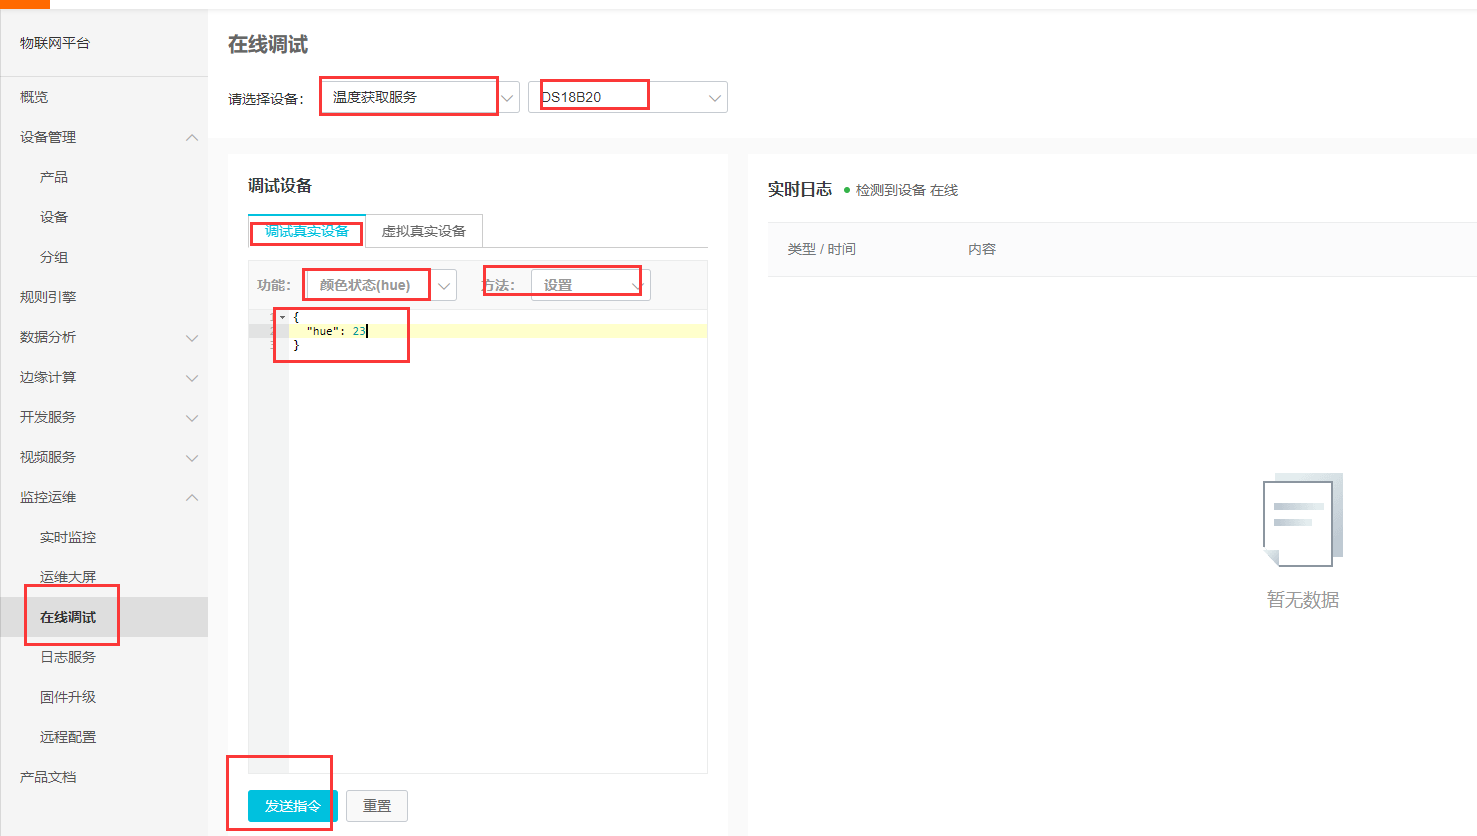 物联网平台
概览
设备管理
产品
设备
分组
规则引擎
数据分析
边缘计算
开发服务
视频服务
监控运维
实时监控
运维大屏
在线调试
日志服务
固件升级
远程配置
产品文档
在线调试
请选择设备： 温度获取服务 DS18B20
调试设备
调试真实设备 虚拟真实设备
功能： 颜色状态(hue) 方法： 设置
1 {
2 "hue": 23
3 }
发送指令 重置
实时日志 检测到设备 在线
类型 / 时间 内容
暂无数据